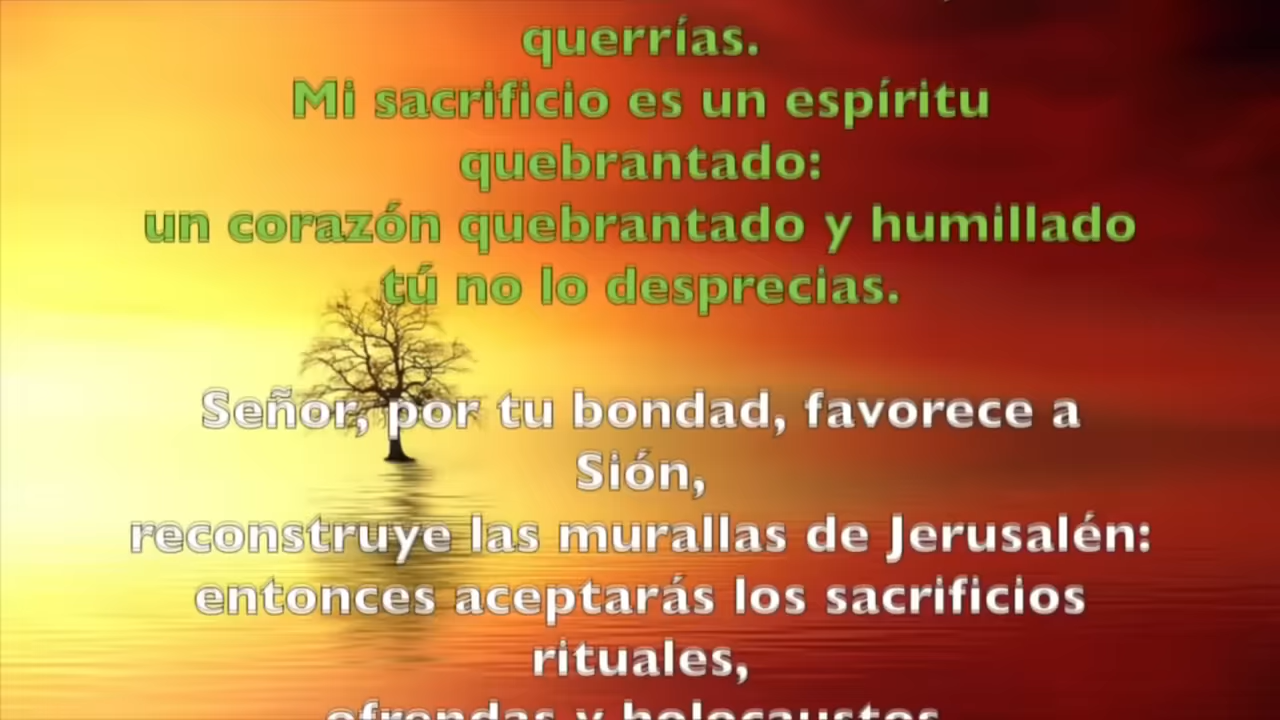 querrías.
Mi sacrificio es un espíritu
quebrantado:
un corazón quebrantado y humillado
tú no lo desprecias.
Señor, por tu bondad, favorece a
Sión,
reconstruye las murallas de Jerusalén:
entonces aceptarás los sacrificios
rituales,
ofrendas y holocaustos